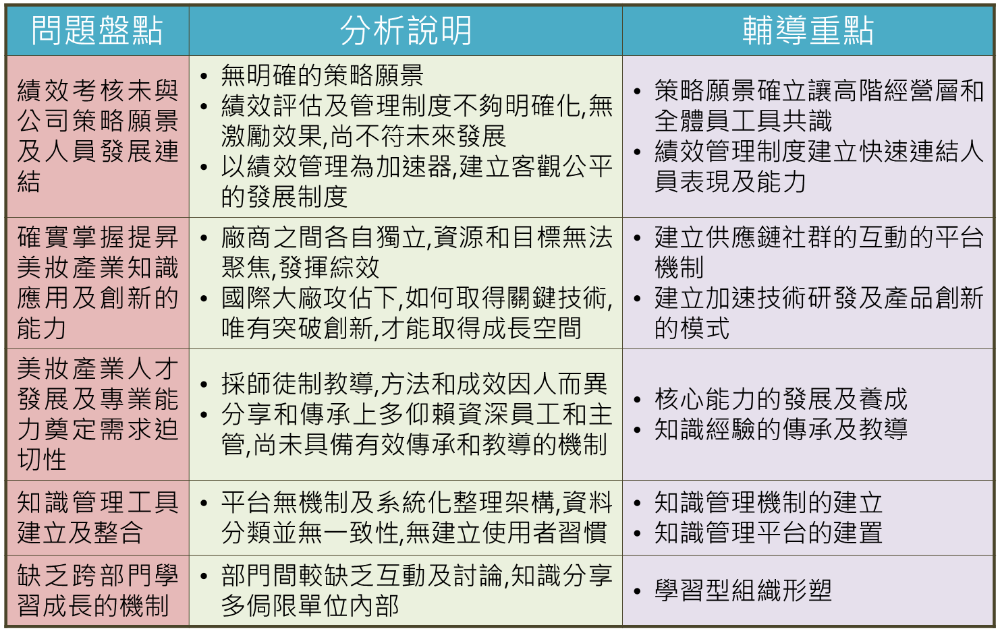 問題盤點
分析說明
輔導重點
績效考核未與
公司策略願景
及人員發展連
結
• 無明確的策略願景
• 績效評估及管理制度不夠明確化,無
激勵效果,尚不符未來發展
• 以績效管理為加速器,建立客觀公平
的發展制度
• 策略願景確立讓高階經營層和
全體員工具共識
• 績效管理制度建立快速連結人
員表現及能力
確實掌握提昇
美妝產業知識
應用及創新的
能力
• 廠商之間各自獨立,資源和目標無法
聚焦,發揮綜效
• 國際大廠攻佔下,如何取得關鍵技術,
唯有突破創新,才能取得成長空間
• 建立供應鏈社群的互動的平台
機制
• 建立加速技術研發及產品創新
的模式
美妝產業人才
發展及專業能
力奠定需求迫
切性
• 採師徒制教導,方法和成效因人而異
• 分享和傳承上多仰賴資深員工和主
管,尚未具備有效傳承和教導的機制
• 核心能力的發展及養成
• 知識經驗的傳承及教導
知識管理工具
建立及整合
• 平台無機制及系統化整理架構,資料
分類並無一致性,無建立使用者習慣
• 知識管理機制的建立
• 知識管理平台的建置
缺乏跨部門學
習成長的機制
• 部門間較缺乏互動及討論,知識分享
多侷限單位內部
• 學習型組織形塑